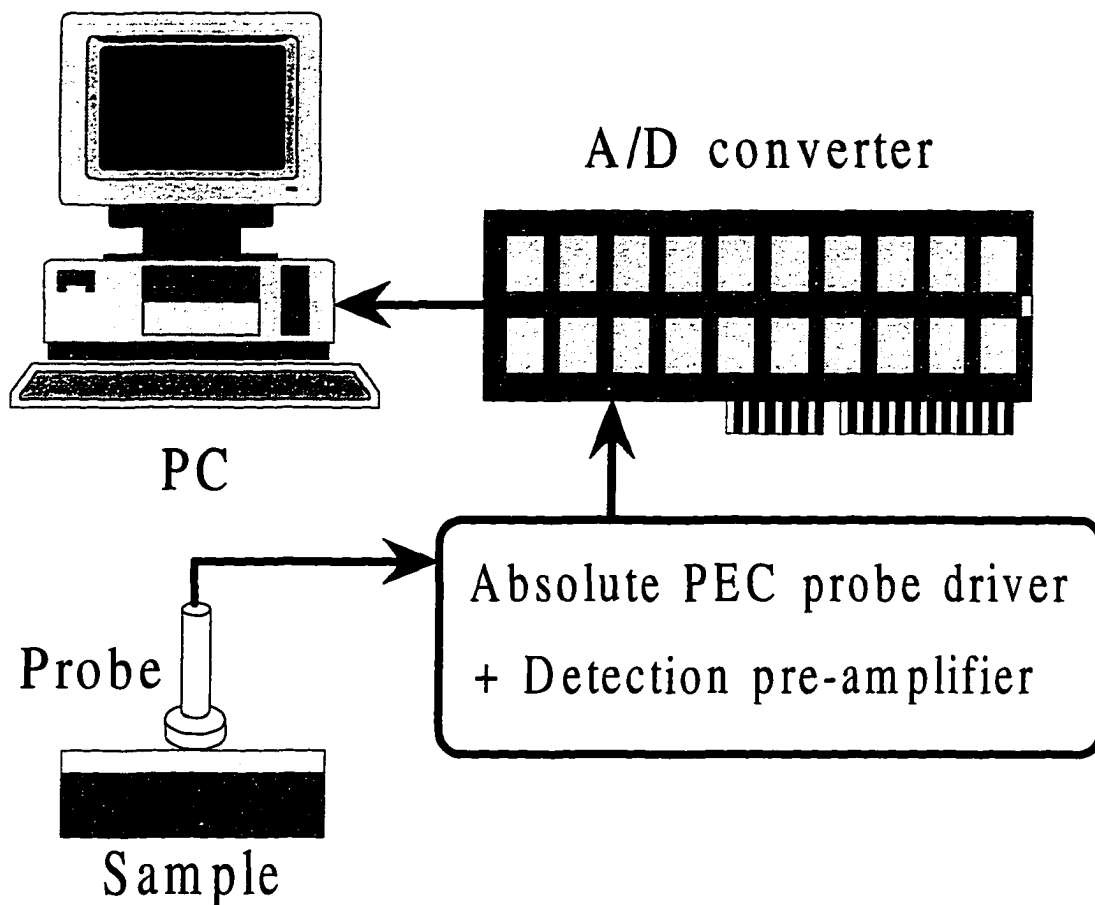 A/D converter
PC
Absolute PEC probe driver
+ Detection pre-amplifier
Probe
Sample